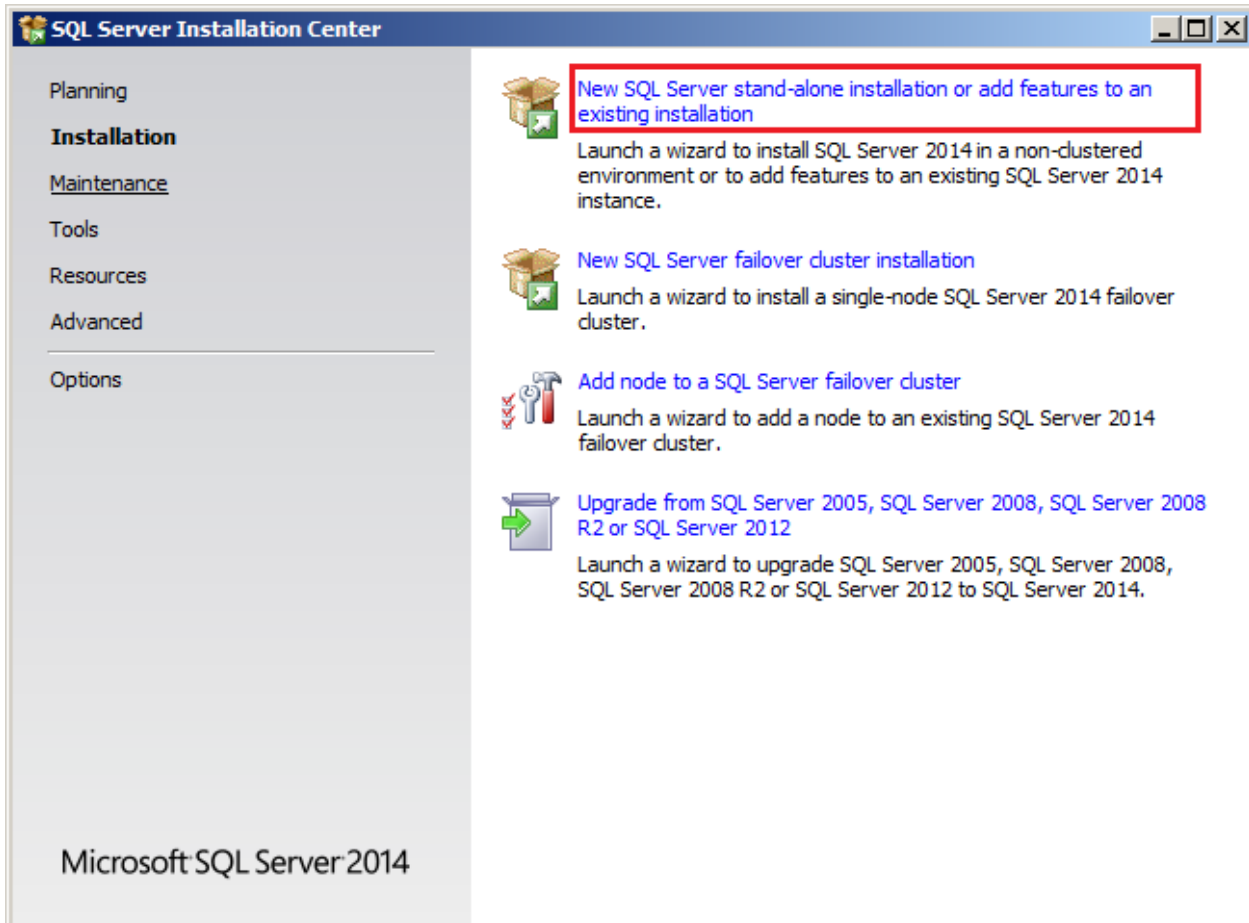 SQL Server Installation Center
Planning
Installation
Maintenance
Tools
Resources
Advanced
Options
New SQL Server stand-alone installation or add features to an
existing installation
Launch a wizard to install SQL Server 2014 in a non-clustered
environment or to add features to an existing SQL Server 2014
instance.
New SQL Server failover cluster installation
Launch a wizard to install a single-node SQL Server 2014 failover
cluster.
Add node to a SQL Server failover cluster
Launch a wizard to add a node to an existing SQL Server 2014
failover cluster.
Upgrade from SQL Server 2005, SQL Server 2008, SQL Server 2008
R2 or SQL Server 2012
Launch a wizard to upgrade SQL Server 2005, SQL Server 2008,
SQL Server 2008 R2 or SQL Server 2012 to SQL Server 2014.
Microsoft SQL Server 2014